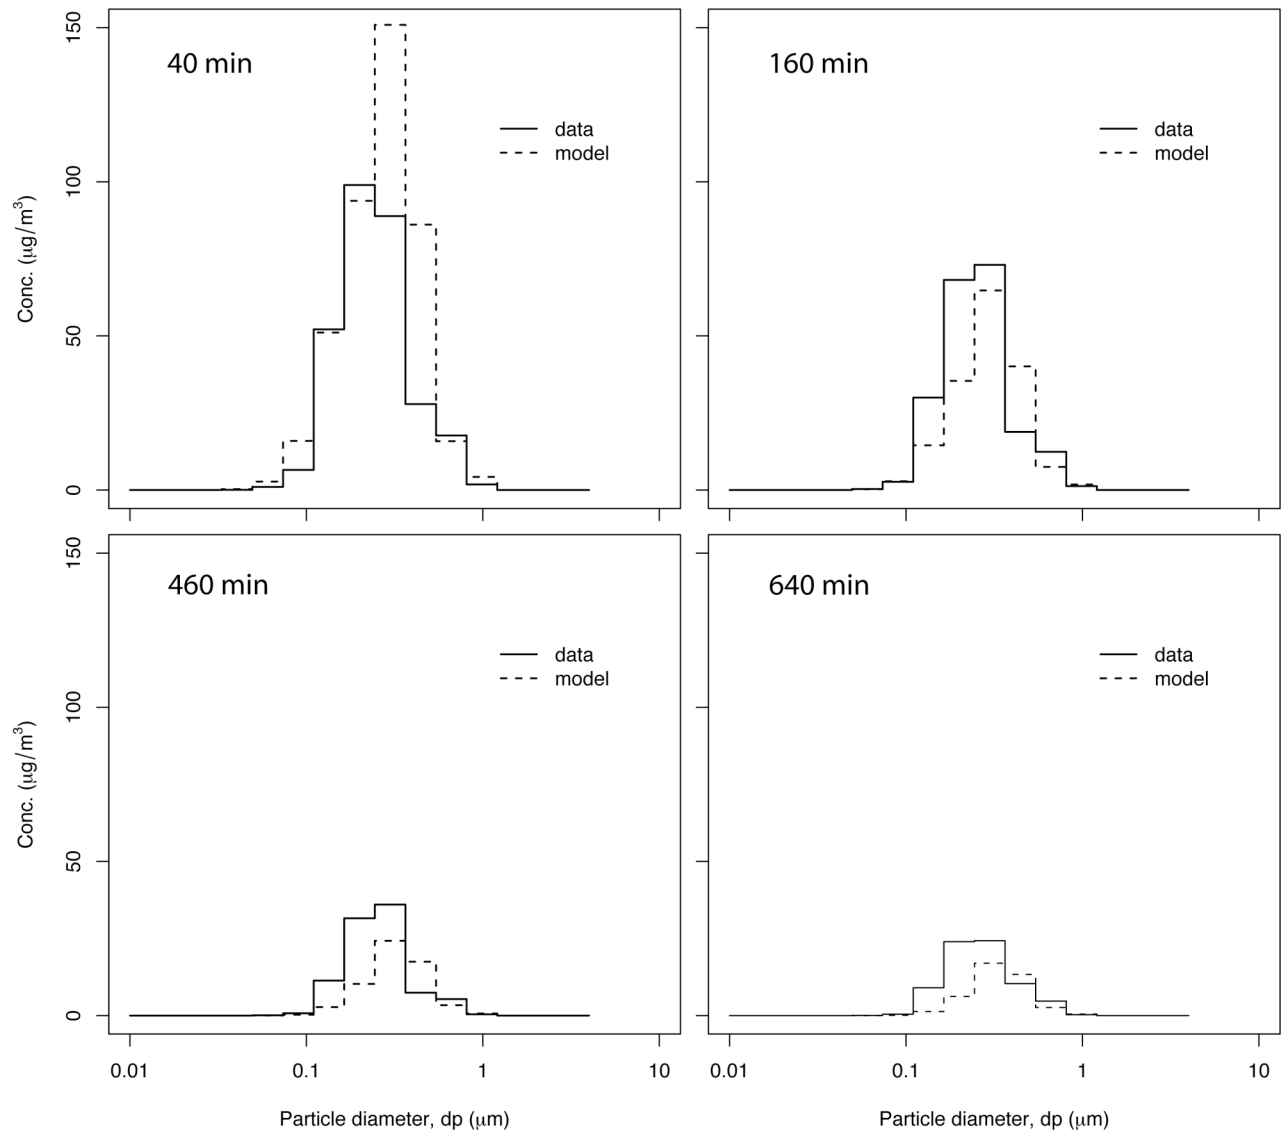 150
100
50
0
Conc. (μg/m³)
40 min
data
model
160 min
data
model
150
100
50
0
Conc. (μg/m³)
460 min
data
model
640 min
data
model
0.01 0.1 1 10
0.01 0.1 1 10
Particle diameter, dp (μm)
Particle diameter, dp (μm)